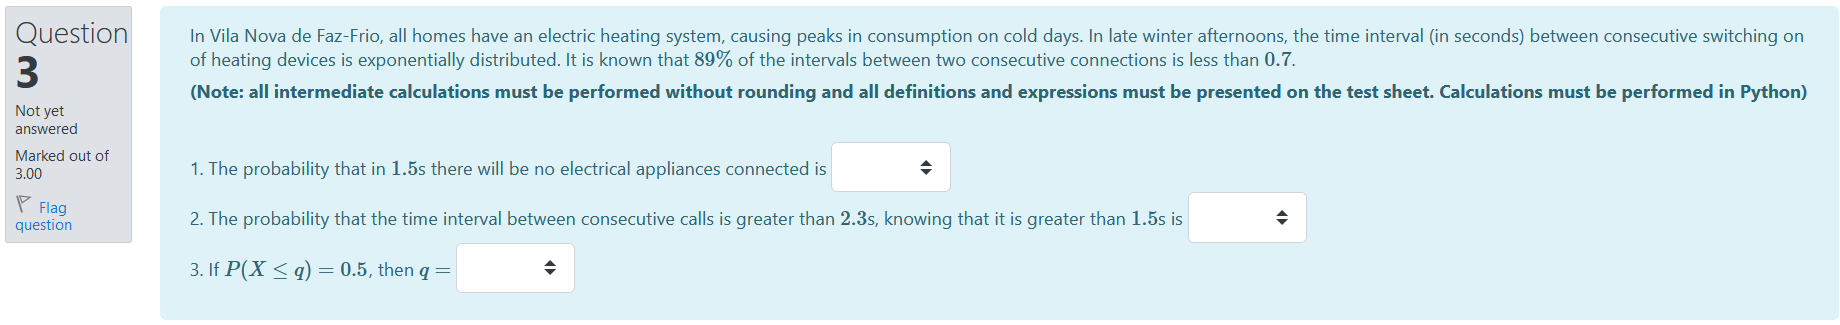 Question
3
Not yet
answered
Marked out of
3.00
Flag
question
In Vila Nova de Faz-Frio, all homes have an electric heating system, causing peaks in consumption on cold days. In late winter afternoons, the time interval (in seconds) between consecutive switching on
of heating devices is exponentially distributed. It is known that 89% of the intervals between two consecutive connections is less than 0.7.
(Note: all intermediate calculations must be performed without rounding and all definitions and expressions must be presented on the test sheet. Calculations must be performed in Python)
1. The probability that in 1.5s there will be no electrical appliances connected is
2. The probability that the time interval between consecutive calls is greater than 2.3s, knowing that it is greater than 1.5s is
3. If P(X ≤ q) = 0.5, then q =